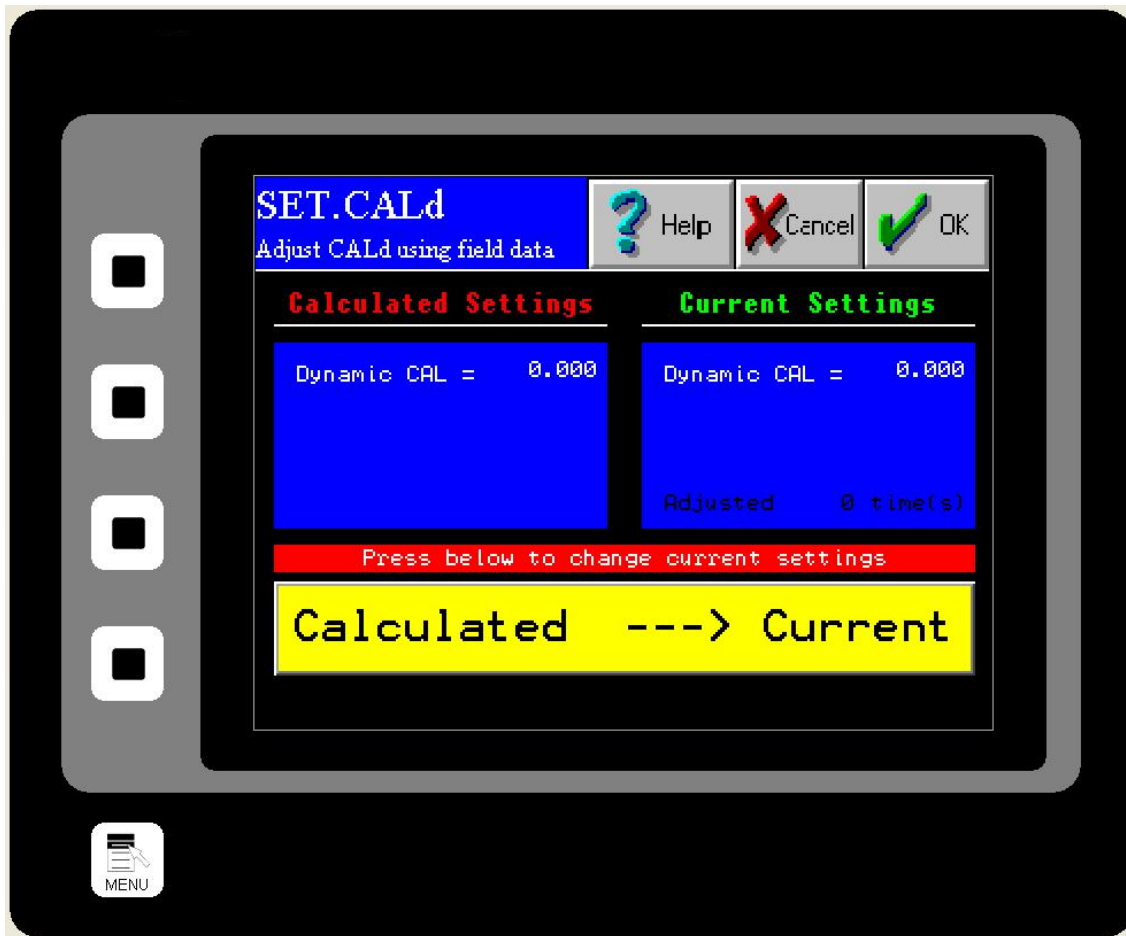 SET.CALd
Adjust CALd using field data
Help
Cancel
OK
Calculated Settings
Current Settings
Dynamic CAL = 0.000
Dynamic CAL = 0.000
Adjusted 0 time(s)
Press below to change current settings
Calculated ---> Current
MENU